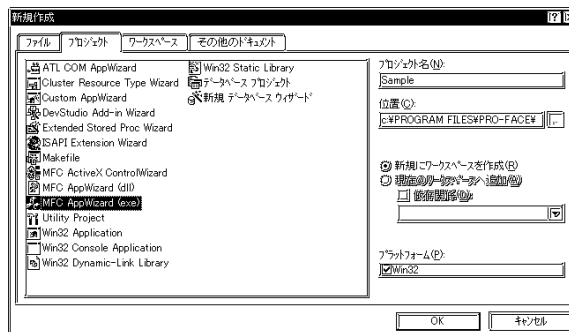 新規作成
ファイル プロジェクト ワークスペース その他のドキュメント
ATL COM AppWizard
Cluster Resource Type Wizard
Custom AppWizard
DevStudio Add-in Wizard
Extended Stored Proc Wizard
ISAPI Extension Wizard
Makefile
MFC ActiveX ControlWizard
MFC AppWizard (dll)
MFC AppWizard (exe)
Utility Project
Win32 Application
Win32 Console Application
Win32 Dynamic-Link Library
Win32 Static Library
データベース プロジェクト
新規 データベース ウィザード
プロジェクト名(N):
Sample
位置(C):
c:¥PROGRAM FILES¥PRO-FACE¥
...
新規にワークスペースを作成(R)
現在のワークスペースへ追加(A)
依存関係(D):
プラットフォーム(P):
Win32
OK キャンセル